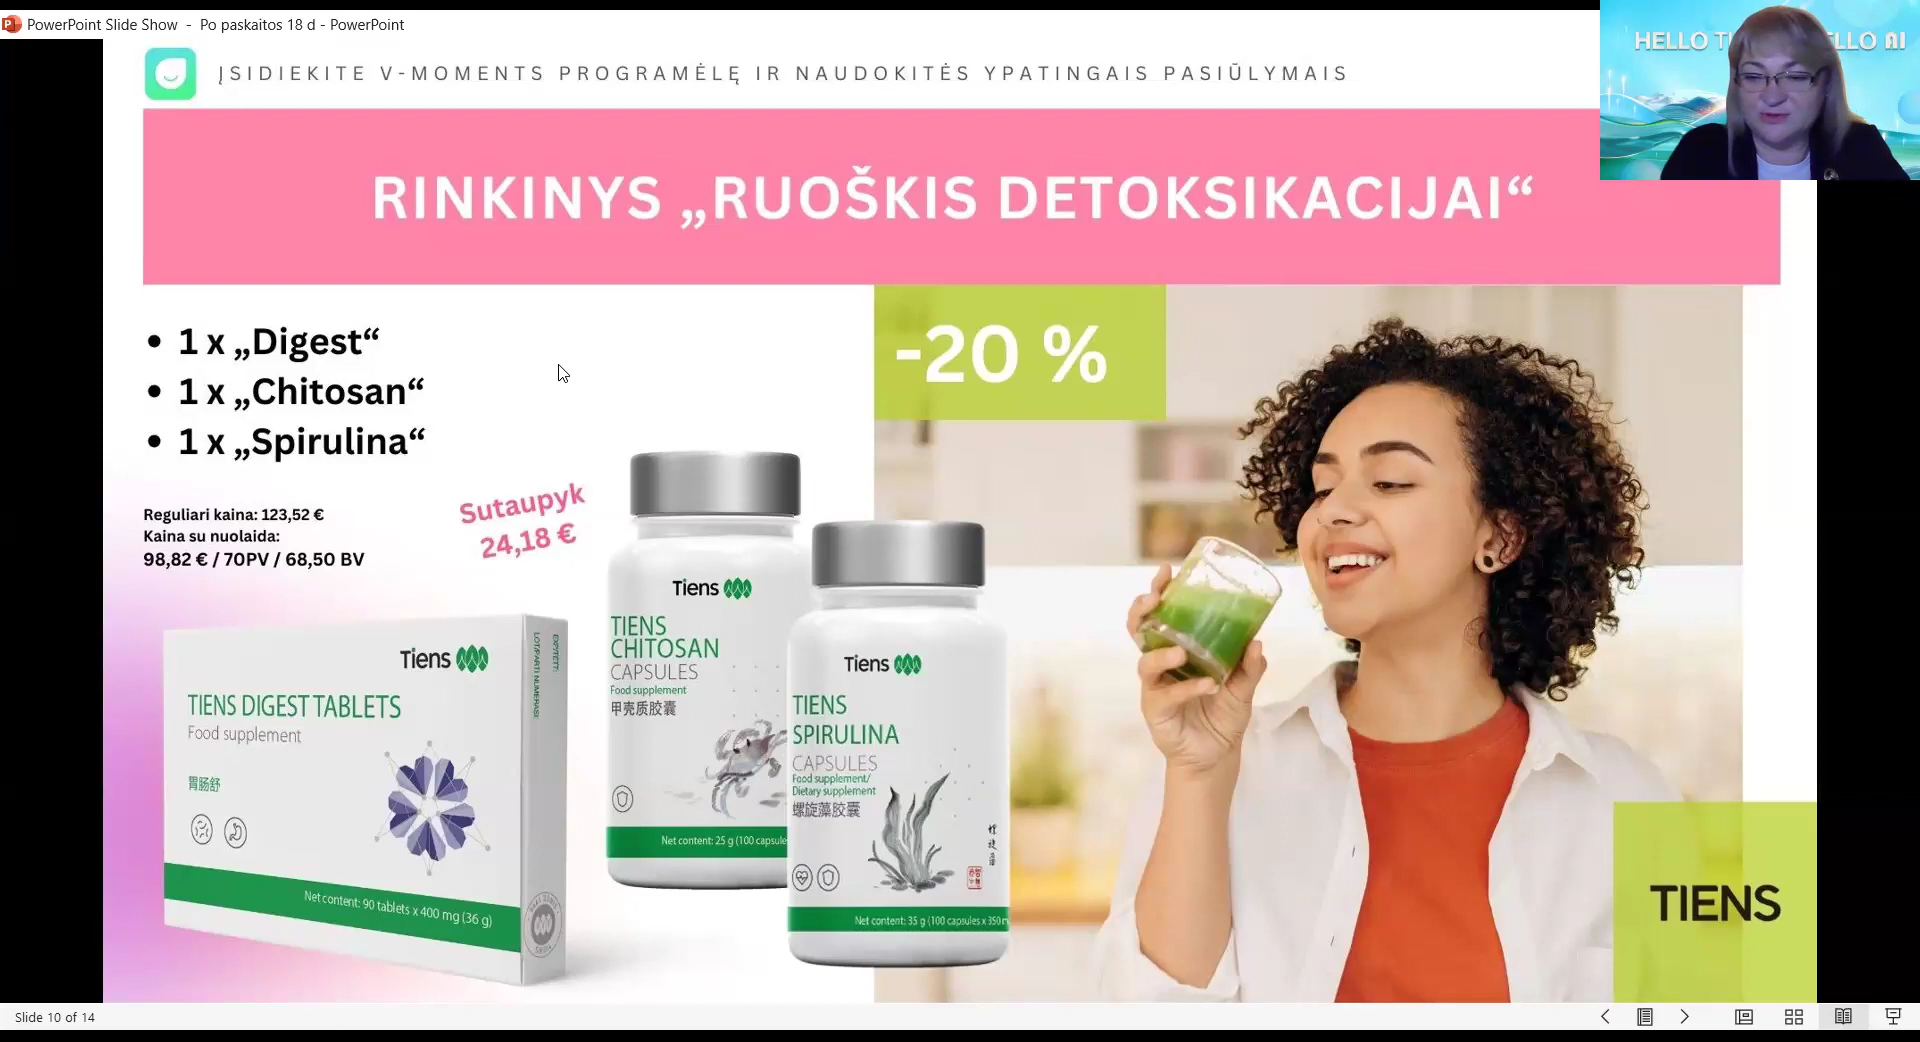 PowerPoint Slide Show - Po paskaitos 18 d - PowerPoint
ĮSIDIEKITE V-MOMENTS PROGRAMĖLĘ IR NAUDOKITĖS YPATINGAIS PASIŪLYMAIS
HELLO
AI
RINKINYS „RUOŠKIS DETOKSIKACIJAI“
-20 %
• 1 x „Digest“
• 1 x „Chitosan“
• 1 x „Spirulina“
Reguliari kaina: 123,52 €
Kaina su nuolaida:
98,82 € / 70PV / 68,50 BV
Sutaupyk
24,18 €
Tiens
TIENS DIGEST TABLETS
Food supplement
胃肠舒
Net content: 90 tablets x 400 mg (36 g)
Tiens
TIENS
CHITOSAN
CAPSULES
Food supplement
甲壳质胶囊
Net content: 25 g (100 capsule
Tiens
TIENS
SPIRULINA
CAPSULES
Food supplement/
Dietary supplement
螺旋藻胶囊
Net content: 35 g (100 capsules x 350
TIENS
Slide 10 of 14